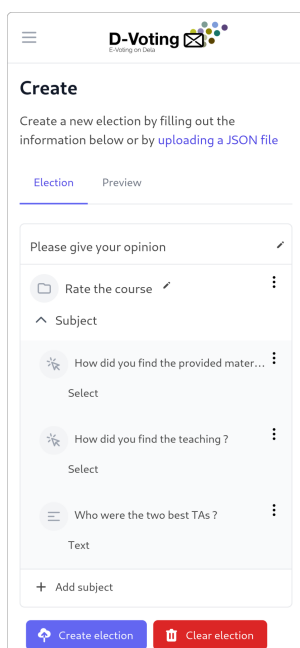 D-Voting
E-Voting on Dela
Create
Create a new election by filling out the
information below or by uploading a JSON file
Election Preview
Please give your opinion
Rate the course
Subject
How did you find the provided mater...
Select
How did you find the teaching ?
Select
Who were the two best TAs ?
Text
+ Add subject
Create election Clear election